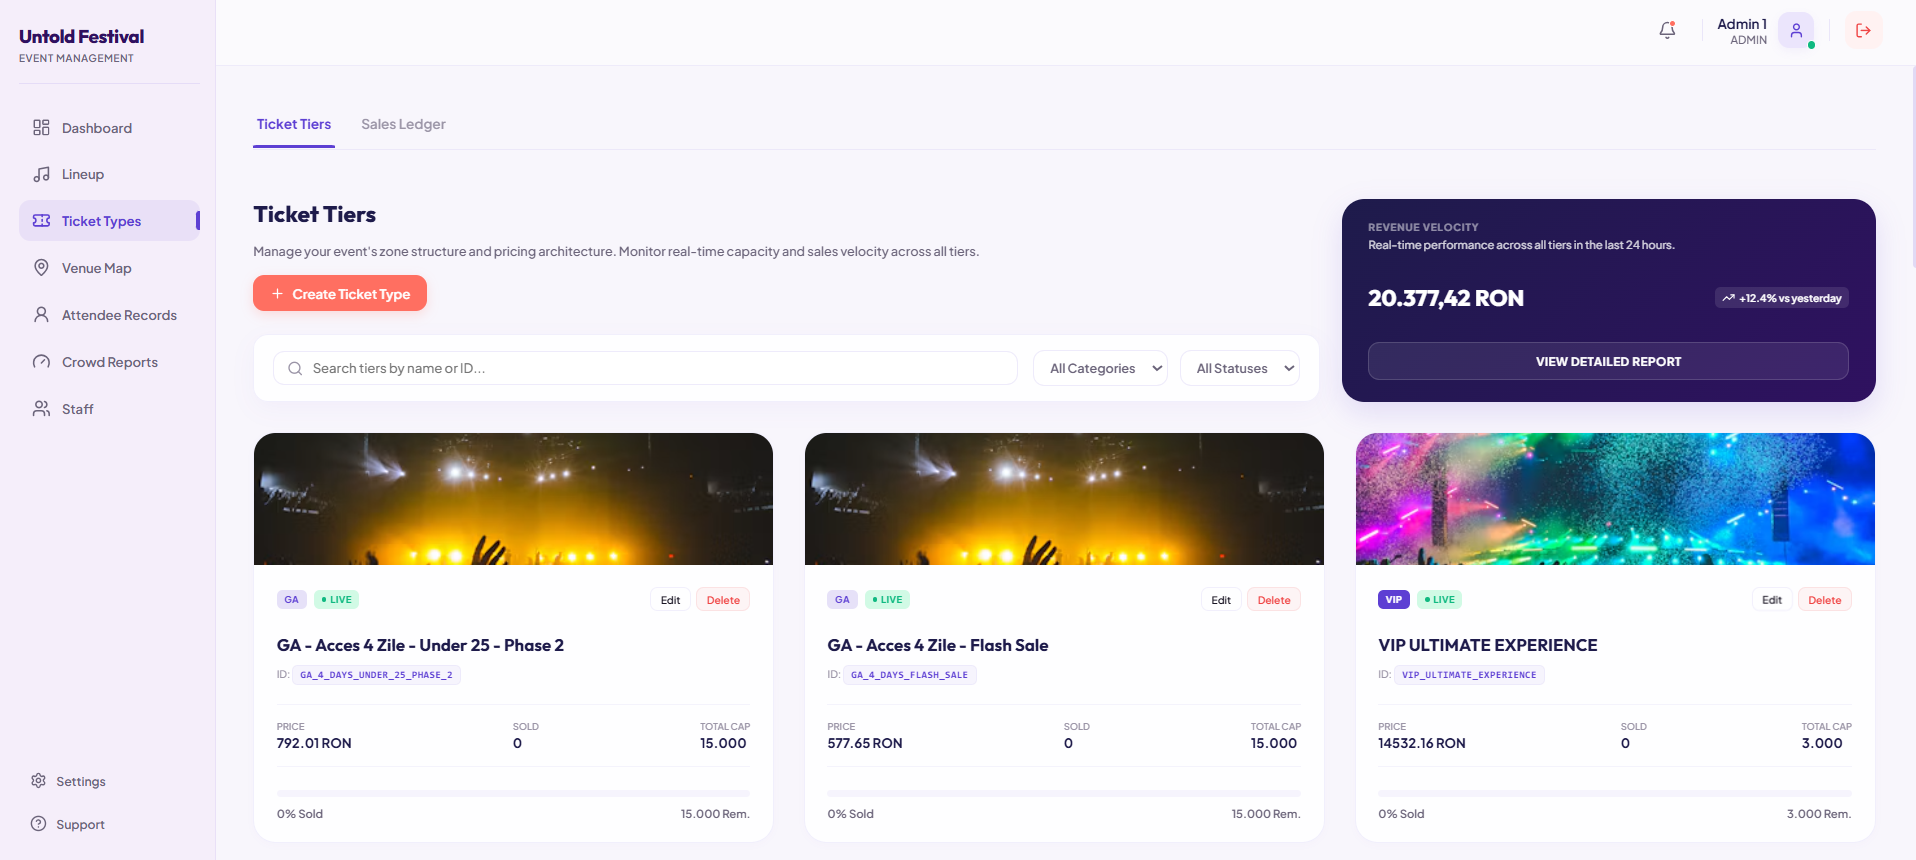 Untold Festival
EVENT MANAGEMENT
Dashboard
Lineup
Ticket Types
Venue Map
Attendee Records
Crowd Reports
Staff
Settings
Support
Admin 1
ADMIN
Ticket Tiers
Sales Ledger
Ticket Tiers
Manage your event's zone structure and pricing architecture. Monitor real-time capacity and sales velocity across all tiers.
+ Create Ticket Type
Search tiers by name or ID...
All Categories
All Statuses
REVENUE VELOCITY
Real-time performance across all tiers in the last 24 hours.
20.377,42 RON
+12.4% vs yesterday
VIEW DETAILED REPORT
GA
LIVE
Edit
Delete
GA - Acces 4 Zile - Under 25 - Phase 2
ID: GA_4_DAYS_UNDER_25_PHASE_2
PRICE
792.01 RON
SOLD
0
TOTAL CAP
15.000
0% Sold
15.000 Rem.
GA
LIVE
Edit
Delete
GA - Acces 4 Zile - Flash Sale
ID: GA_4_DAYS_FLASH_SALE
PRICE
577.65 RON
SOLD
0
TOTAL CAP
15.000
0% Sold
15.000 Rem.
VIP
LIVE
Edit
Delete
VIP ULTIMATE EXPERIENCE
ID: VIP_ULTIMATE_EXPERIENCE
PRICE
14532.16 RON
SOLD
0
TOTAL CAP
3.000
0% Sold
3.000 Rem.